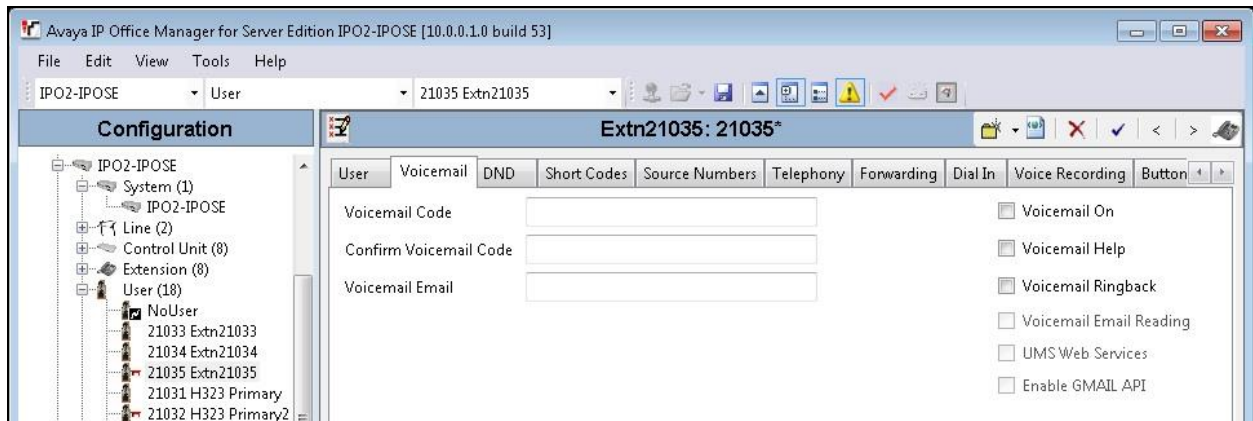 Avaya IP Office Manager for Server Edition IPO2-IPOSE [10.0.0.1.0 build 53]
File Edit View Tools Help
IPO2-IPOSE User 21035 Extn21035
Configuration Extn21035: 21035*
User Voicemail DND Short Codes Source Numbers Telephony Forwarding Dial In Voice Recording Button
IPO2-IPOSE
System (1)
IPO2-IPOSE
Line (2)
Control Unit (8)
Extension (8)
User (18)
NoUser
21033 Extn21033
21034 Extn21034
21035 Extn21035
21031 H323 Primary
21032 H323 Primary2
Voicemail Code
Confirm Voicemail Code
Voicemail Email
Voicemail On
Voicemail Help
Voicemail Ringback
Voicemail Email Reading
UMS Web Services
Enable GMAIL API